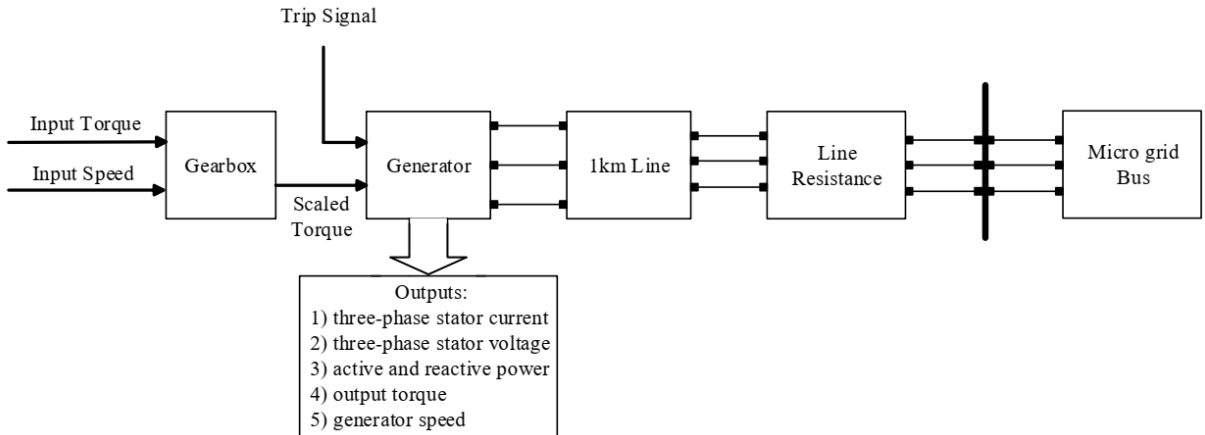 Trip Signal
Input Torque
Input Speed
Gearbox
Scaled
Torque
Generator
1km Line
Line
Resistance
Micro grid
Bus
Outputs:
1) three-phase stator current
2) three-phase stator voltage
3) active and reactive power
4) output torque
5) generator speed